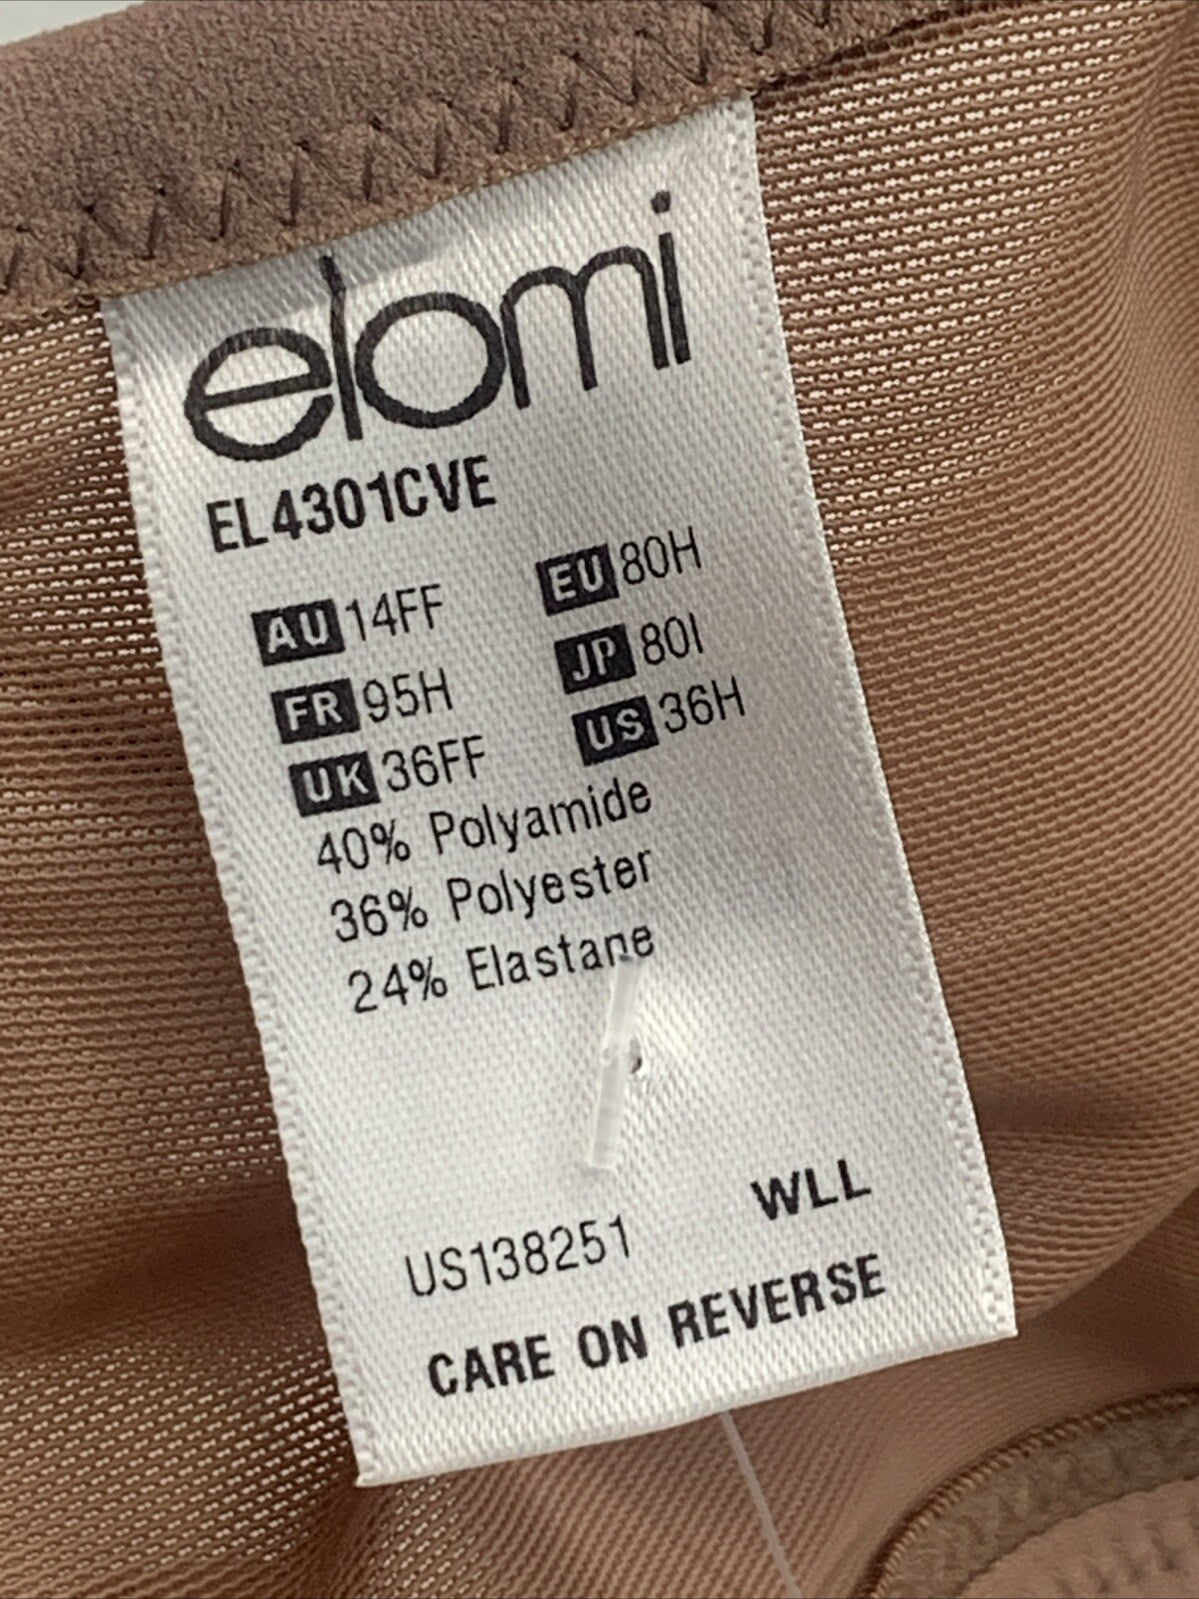 elomi
EL4301CVE
AU 14FF EU 80H
FR 95H JP 80I
UK 36FF US 36H
40% Polyamide
36% Polyester
24% Elastane
US138251 WLL
CARE ON REVERSE